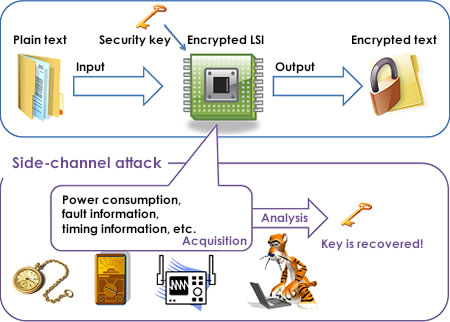 Plain text
Security key
Encrypted LSI
Encrypted text
Input
Output
Side-channel attack
Power consumption,
fault information,
timing information, etc.
Acquisition
Analysis
Key is recovered!